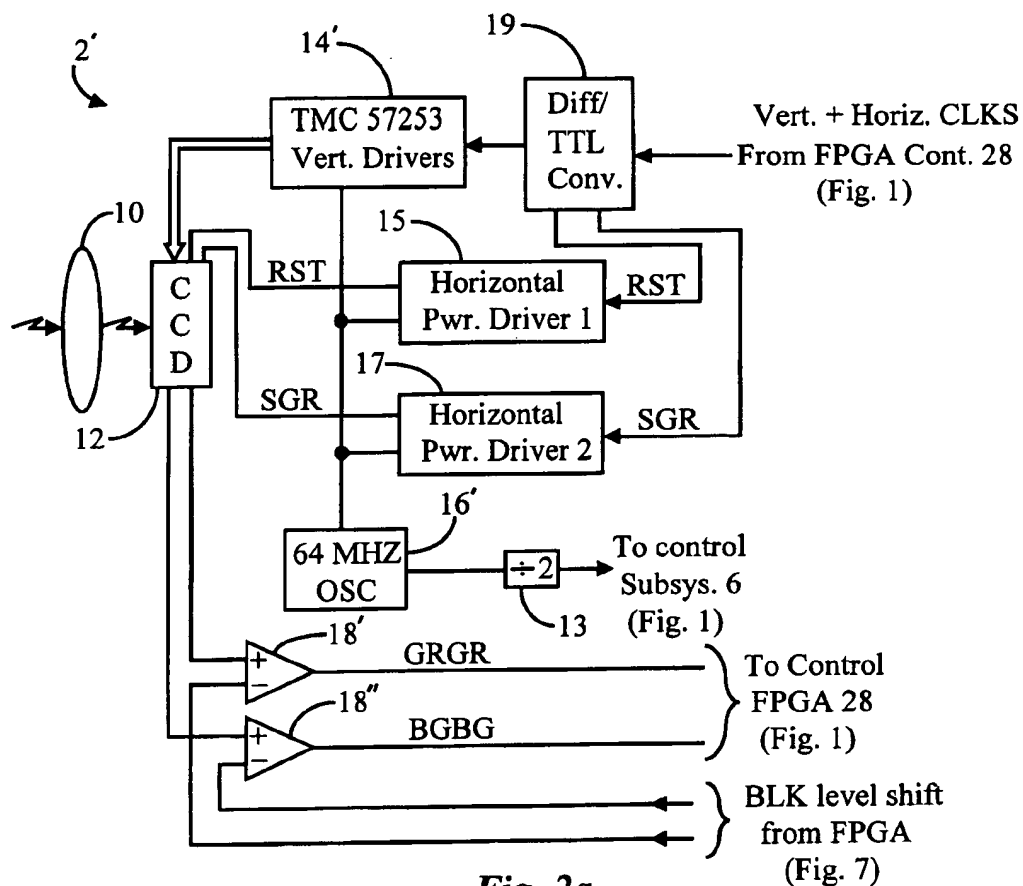 2′
14′
19
TMC 57253
Vert. Drivers
Diff/
TTL
Conv.
Vert. + Horiz. CLKS
From FPGA Cont. 28
(Fig. 1)
10
15
C
C
D
RST
Horizontal
Pwr. Driver 1
RST
17
12
SGR
Horizontal
Pwr. Driver 2
SGR
16′
64 MHZ
OSC
÷2
13
To control
Subsys. 6
(Fig. 1)
18′
+
−
GRGR
18″
+
−
BGBG
To Control
FPGA 28
(Fig. 1)
BLK level shift
from FPGA
(Fig. 7)